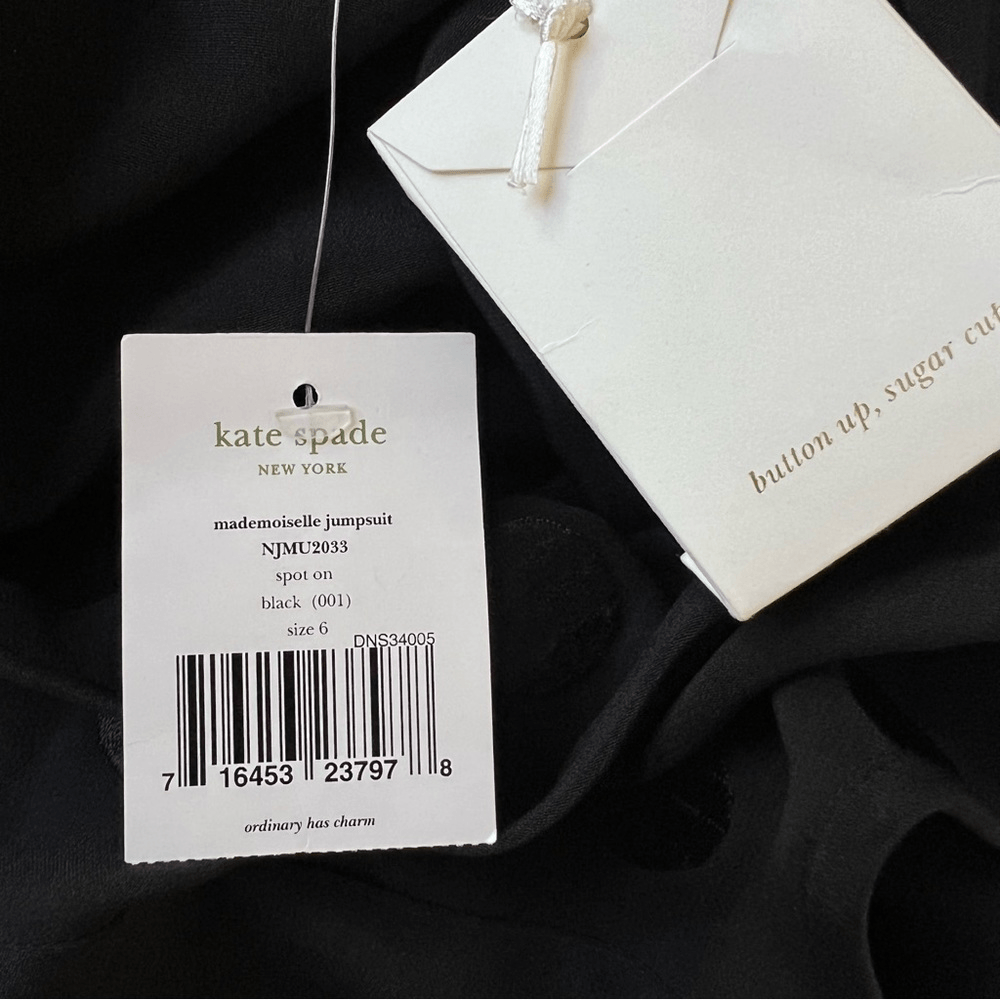 kate spade
NEW YORK
mademoiselle jumpsuit
NJMU2033
spot on
black (001)
size 6
DNS34005
7 16453 23797 8
ordinary has charm
button up, sugar